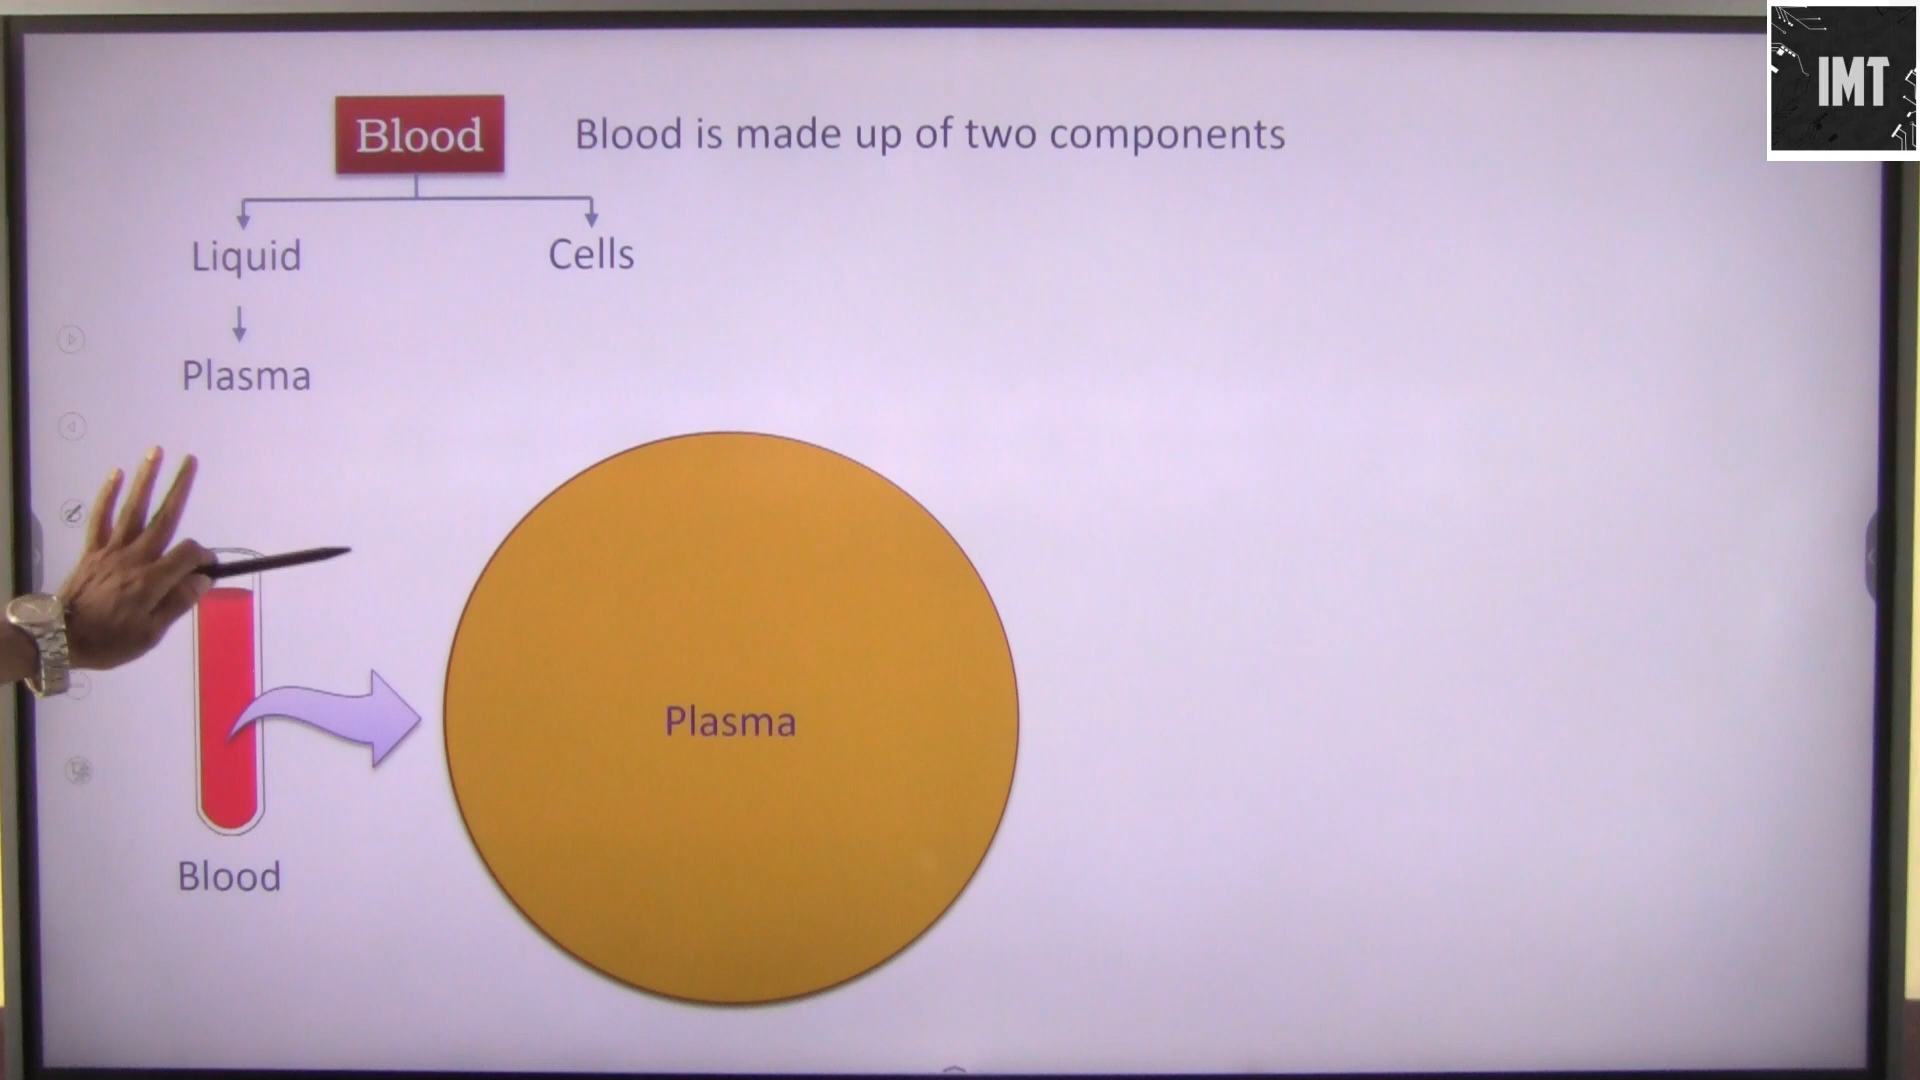 IMT
Blood
Blood is made up of two components
Liquid
Cells
Plasma
Plasma
Blood